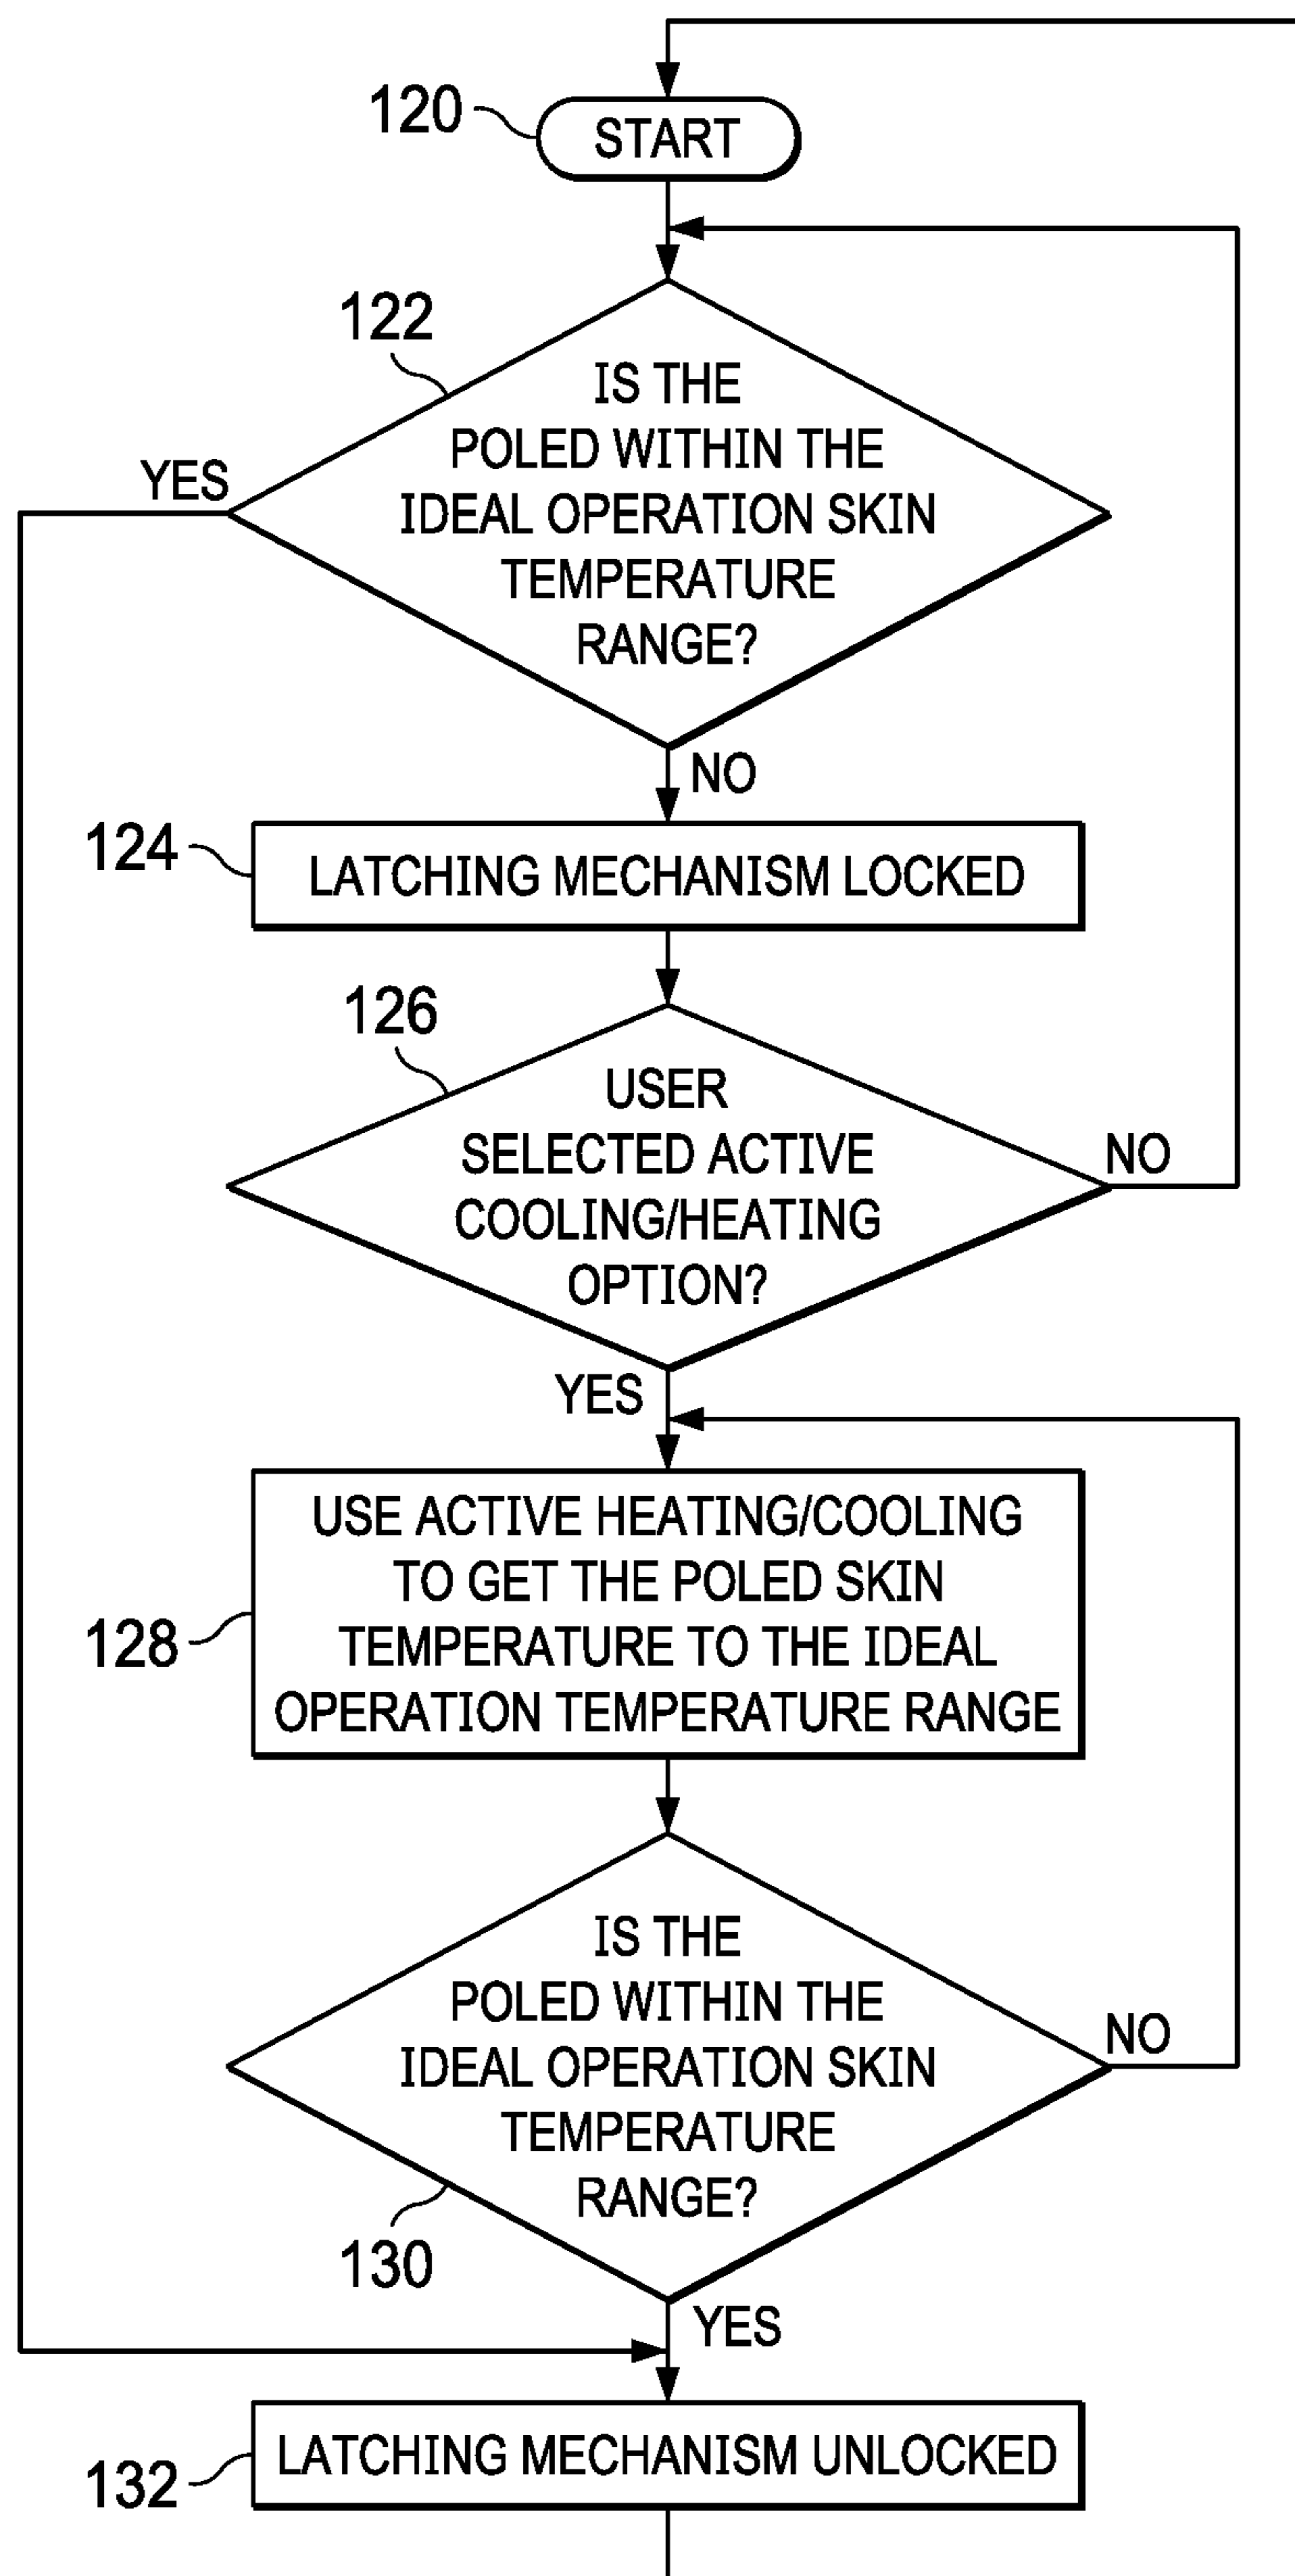 120
START
122
IS THE
POLED WITHIN THE
IDEAL OPERATION SKIN
TEMPERATURE
RANGE?
YES
NO
124
LATCHING MECHANISM LOCKED
126
USER
SELECTED ACTIVE
COOLING/HEATING
OPTION?
NO
YES
128
USE ACTIVE HEATING/COOLING
TO GET THE POLED SKIN
TEMPERATURE TO THE IDEAL
OPERATION TEMPERATURE RANGE
IS THE
POLED WITHIN THE
IDEAL OPERATION SKIN
TEMPERATURE
RANGE?
NO
130
YES
132
LATCHING MECHANISM UNLOCKED